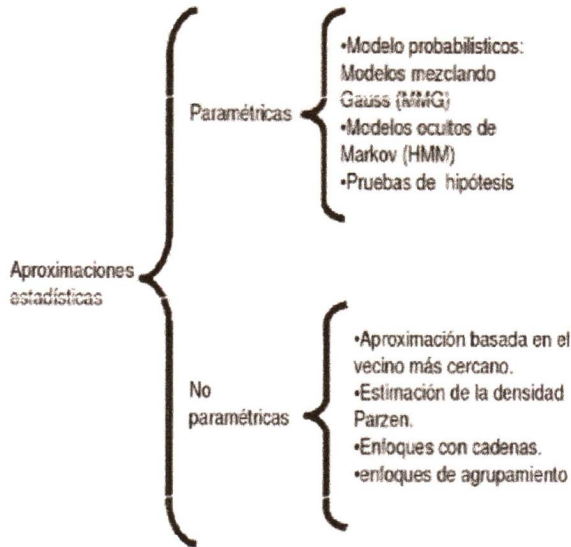 •Modelo probabilisticos:
Modelos mezclando
Gauss (MMG)
Paramétricas
•Modelos ocultos de
Markov (HMM)
•Pruebas de hipótesis
Aproximaciones
estadísticas
No
paramétricas
•Aproximación basada en el
vecino más cercano.
•Estimación de la densidad
Parzen.
•Enfoques con cadenas.
•enfoques de agrupamiento